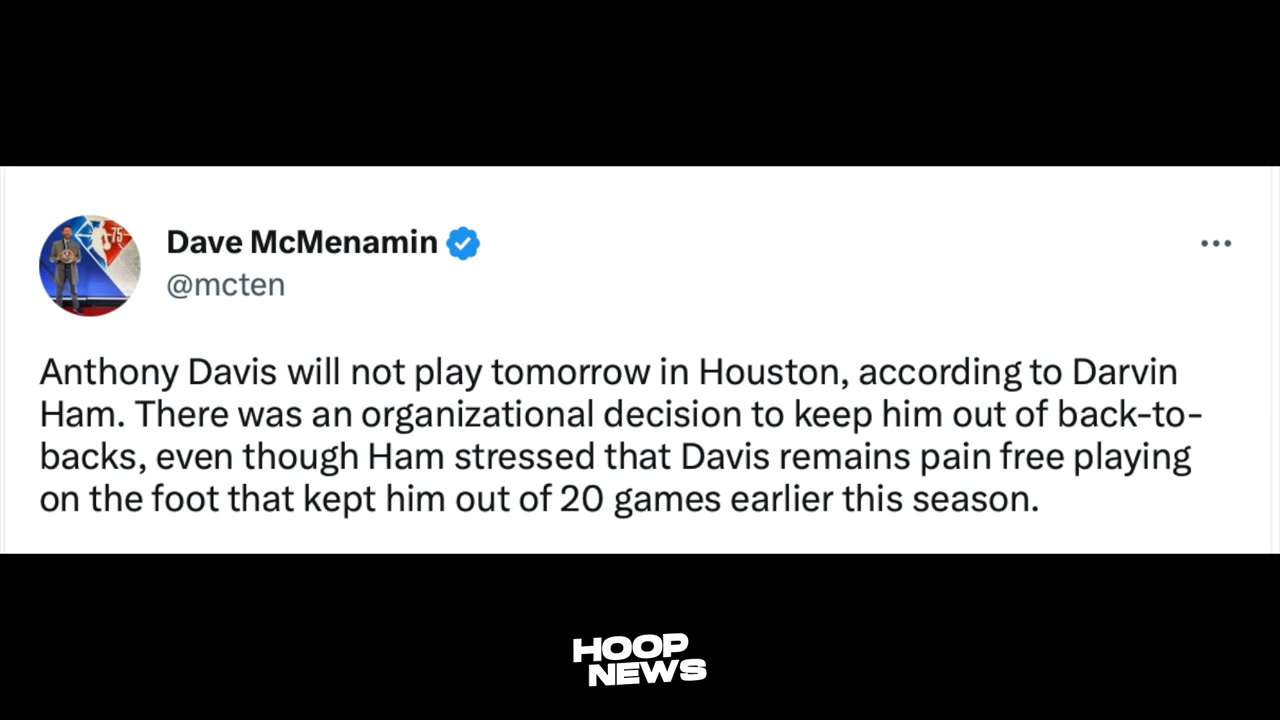 Dave McMenamin
@mcten
Anthony Davis will not play tomorrow in Houston, according to Darvin
Ham. There was an organizational decision to keep him out of back-to-
backs, even though Ham stressed that Davis remains pain free playing
on the foot that kept him out of 20 games earlier this season.
HOOP
NEWS